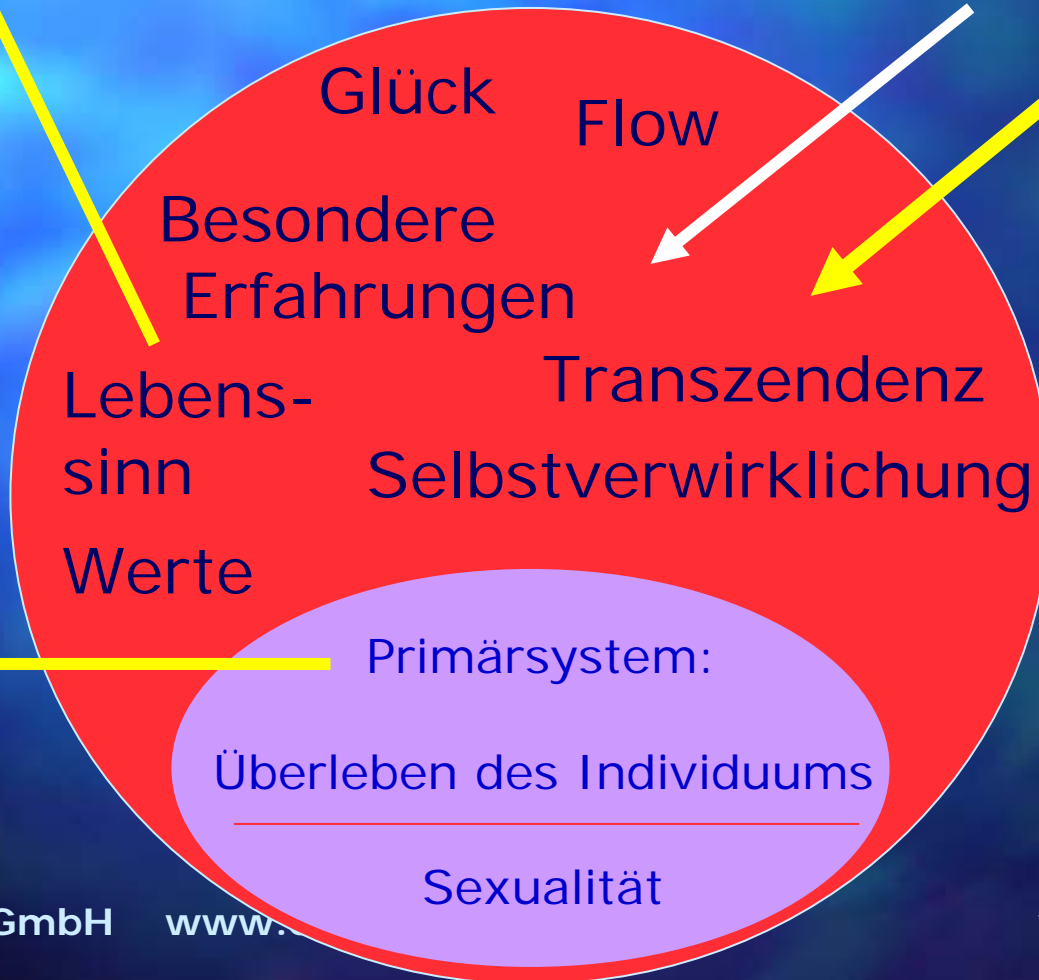 Glück
Flow
Besondere
Erfahrungen
Lebens-
sinn
Transzendenz
Selbstverwirklichung
Werte
Primärsystem:
Überleben des Individuums
Sexualität
GmbH www.